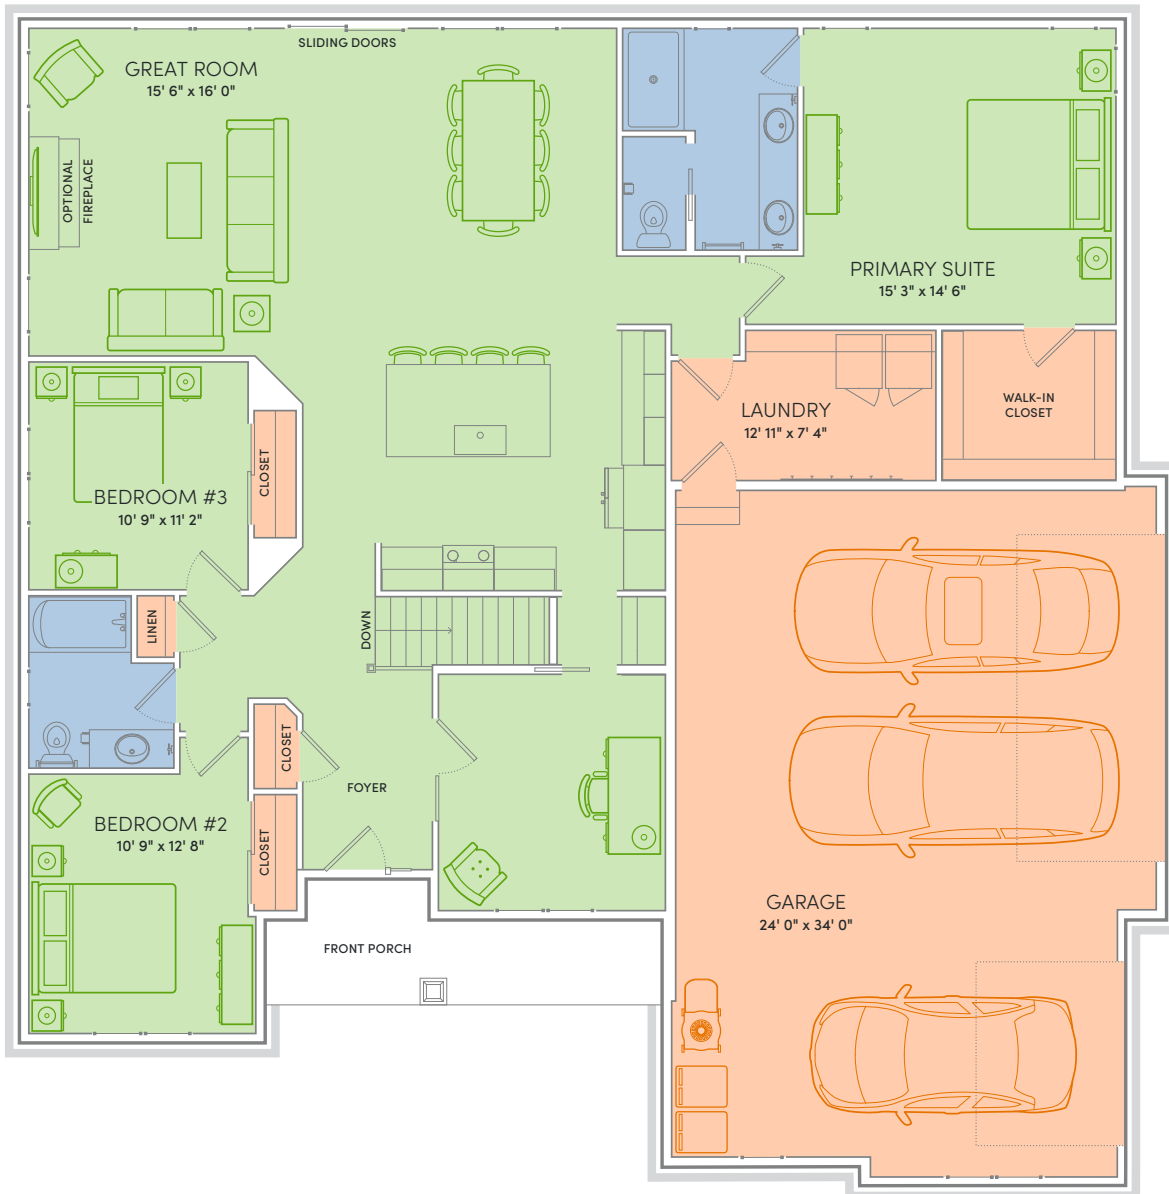 SLIDING DOORS
GREAT ROOM
15' 6" x 16' 0"
OPTIONAL
FIREPLACE
PRIMARY SUITE
15' 3" x 14' 6"
WALK-IN
CLOSET
LAUNDRY
12' 11" x 7' 4"
CLOSET
BEDROOM #3
10' 9" x 11' 2"
LINEN
DOWN
CLOSET
FOYER
BEDROOM #2
10' 9" x 12' 8"
CLOSET
GARAGE
24' 0" x 34' 0"
FRONT PORCH